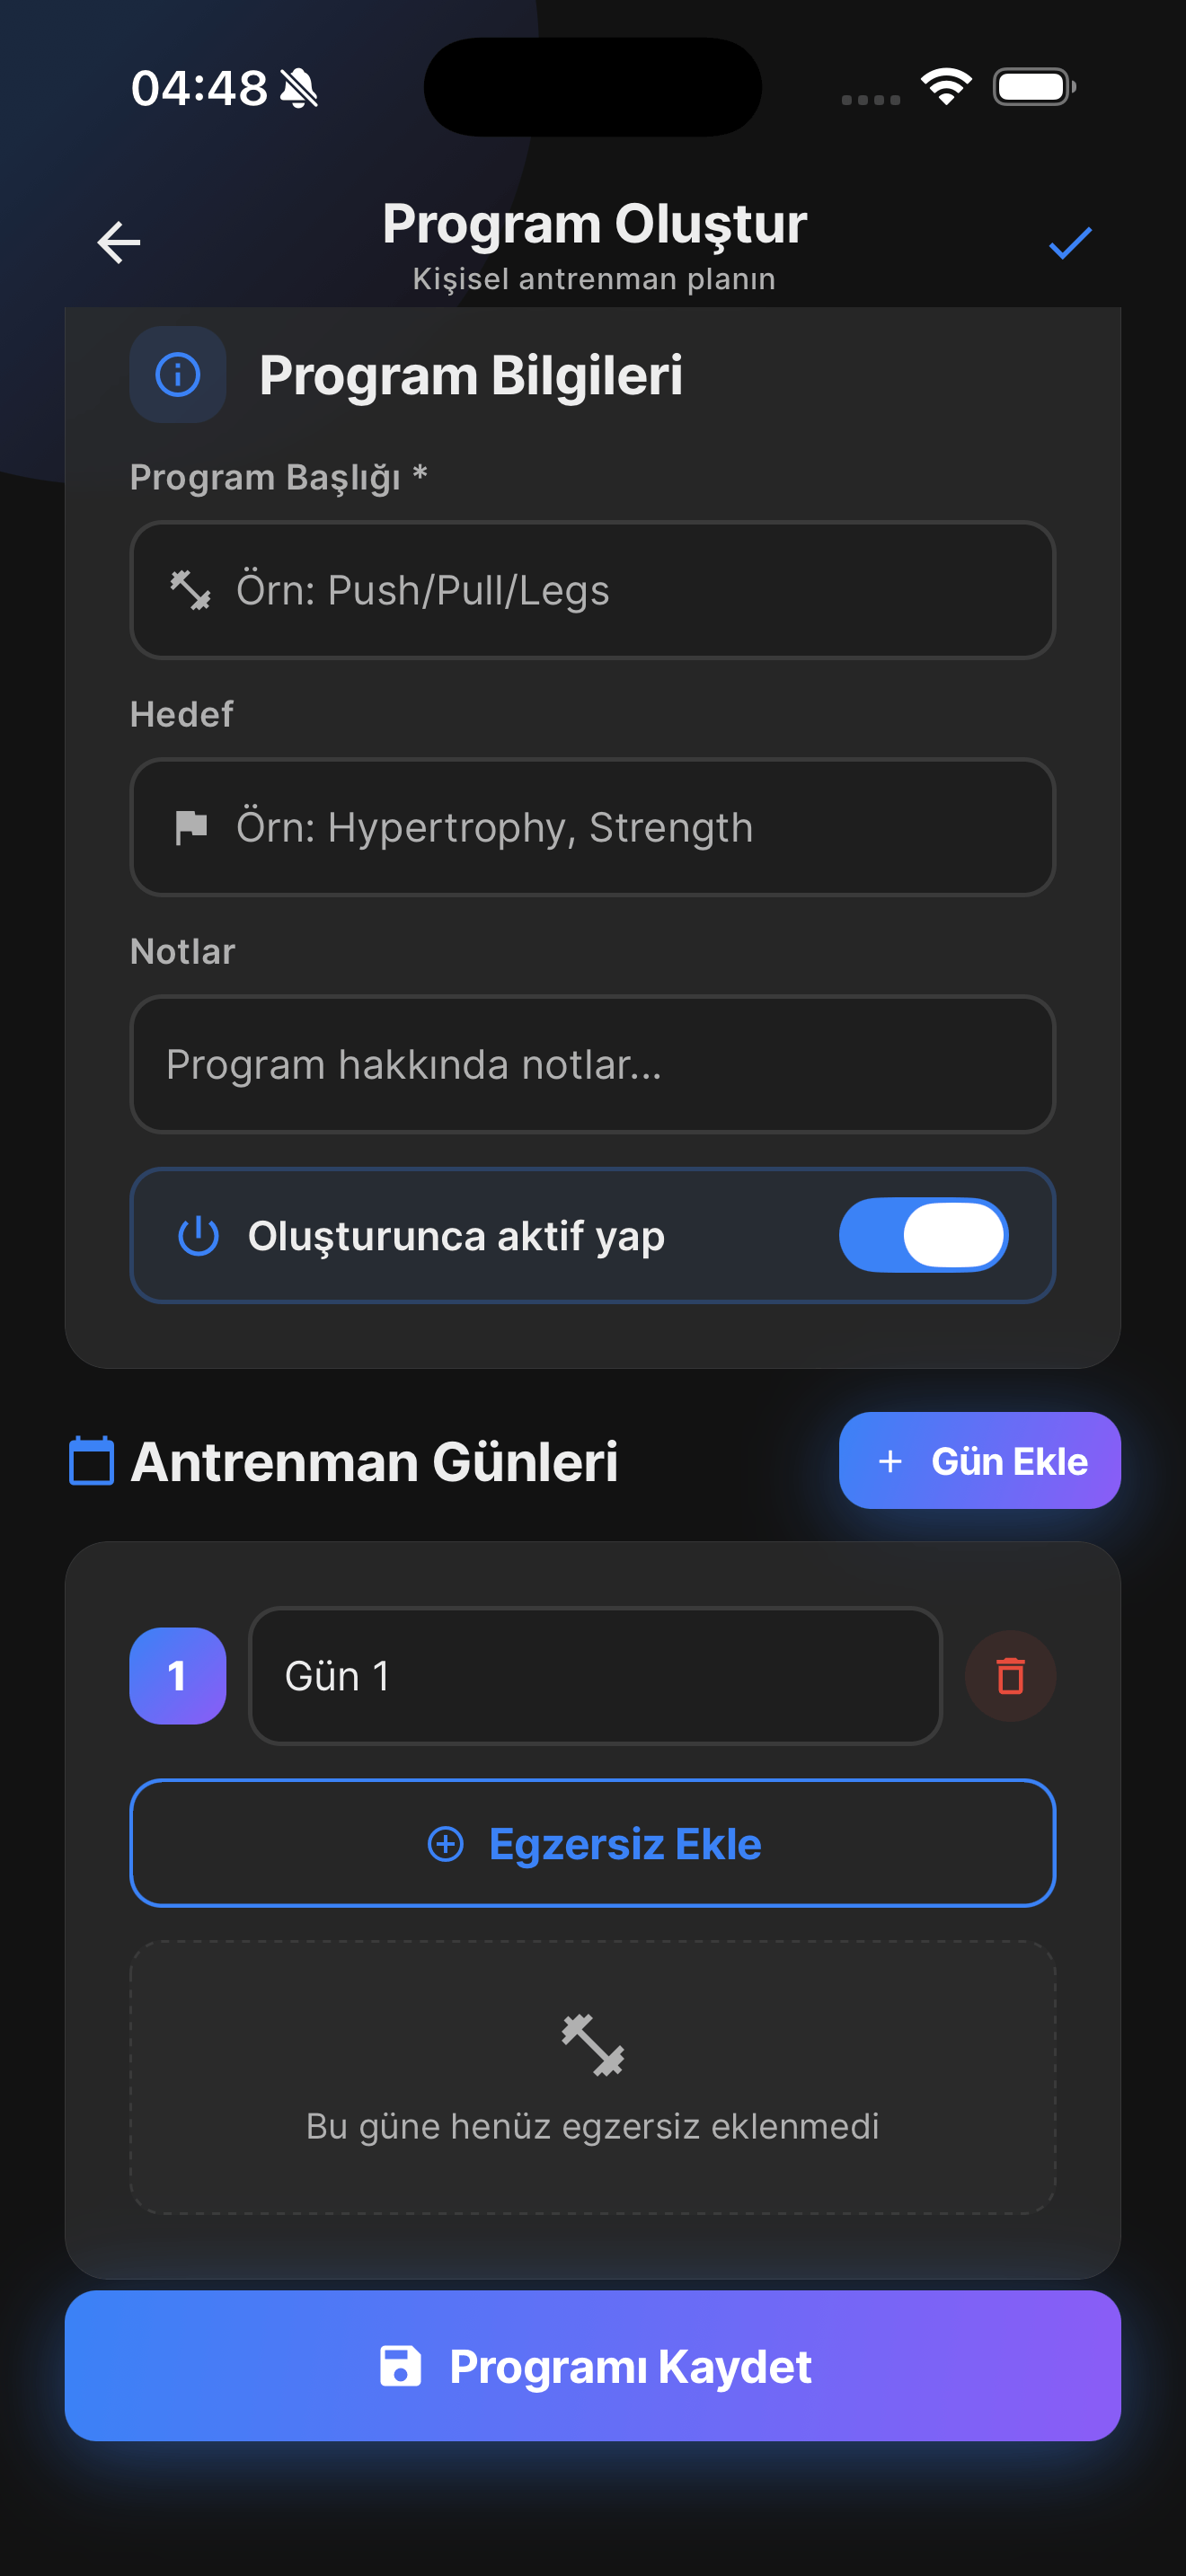 04:48
Program Oluştur
Kişisel antrenman planın
Program Bilgileri
Program Başlığı *
Örn: Push/Pull/Legs
Hedef
Örn: Hypertrophy, Strength
Notlar
Program hakkında notlar...
Oluşturunca aktif yap
Antrenman Günleri
+ Gün Ekle
1
Gün 1
Egzersiz Ekle
Bu güne henüz egzersiz eklenmedi
Programı Kaydet